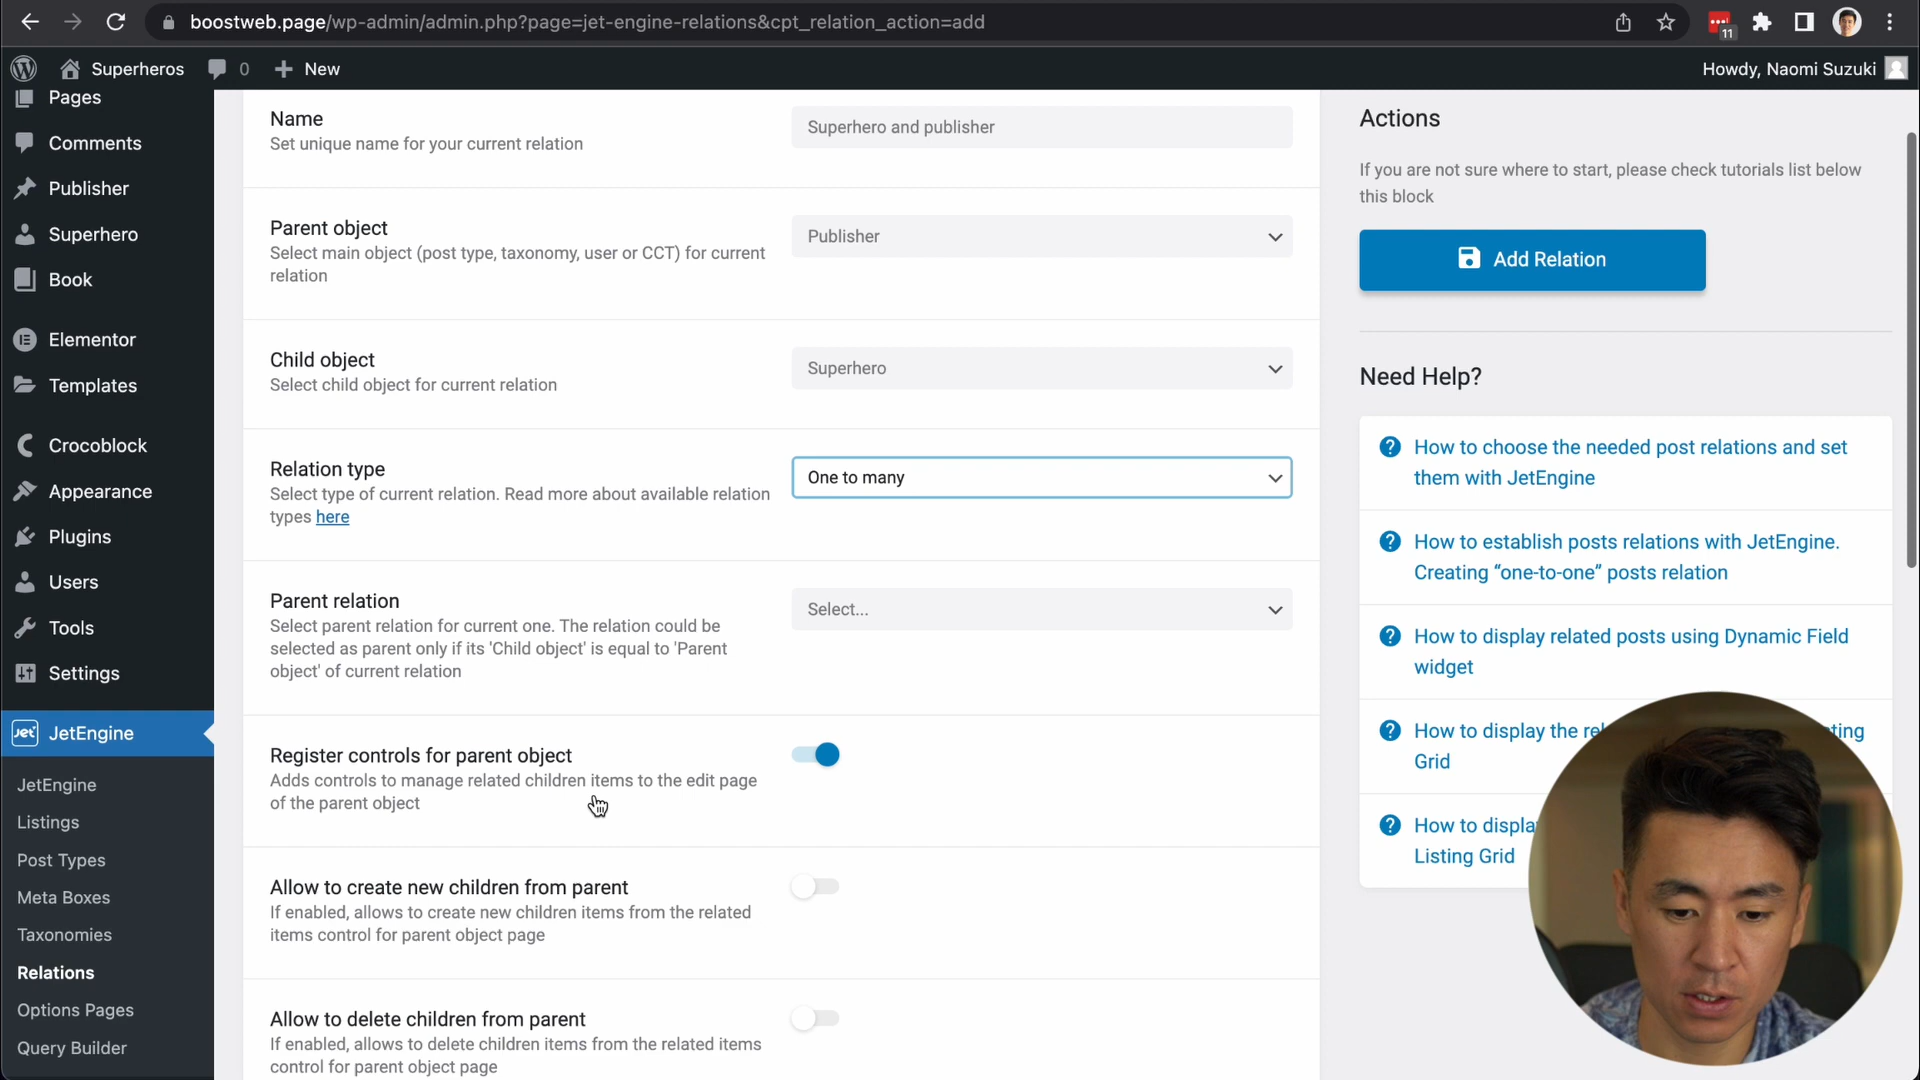 boostweb.page/wp-admin/admin.php?page=jet-engine-relations&cpt_relation_action=add
11
Superheros
0
New
Howdy, Naomi Suzuki
Pages
Comments
Publisher
Superhero
Book
Elementor
Templates
Crocoblock
Appearance
Plugins
Users
Tools
Settings
Jet
JetEngine
JetEngine
Listings
Post Types
Meta Boxes
Taxonomies
Relations
Options Pages
Query Builder
Name
Set unique name for your current relation
Superhero and publisher
Parent object
Select main object (post type, taxonomy, user or CCT) for current
relation
Publisher
Child object
Select child object for current relation
Superhero
Relation type
Select type of current relation. Read more about available relation
types here
One to many
Parent relation
Select parent relation for current one. The relation could be
selected as parent only if its 'Child object' is equal to 'Parent
object' of current relation
Select...
Register controls for parent object
Adds controls to manage related children items to the edit page
of the parent object
Allow to create new children from parent
If enabled, allows to create new children items from the related
items control for parent object page
Allow to delete children from parent
If enabled, allows to delete children items from the related items
control for parent object page
Actions
If you are not sure where to start, please check tutorials list below
this block
Add Relation
Need Help?
How to choose the needed post relations and set
them with JetEngine
How to establish posts relations with JetEngine.
Creating “one-to-one” posts relation
How to display related posts using Dynamic Field
widget
How to display the
Grid
How to
Listing Grid